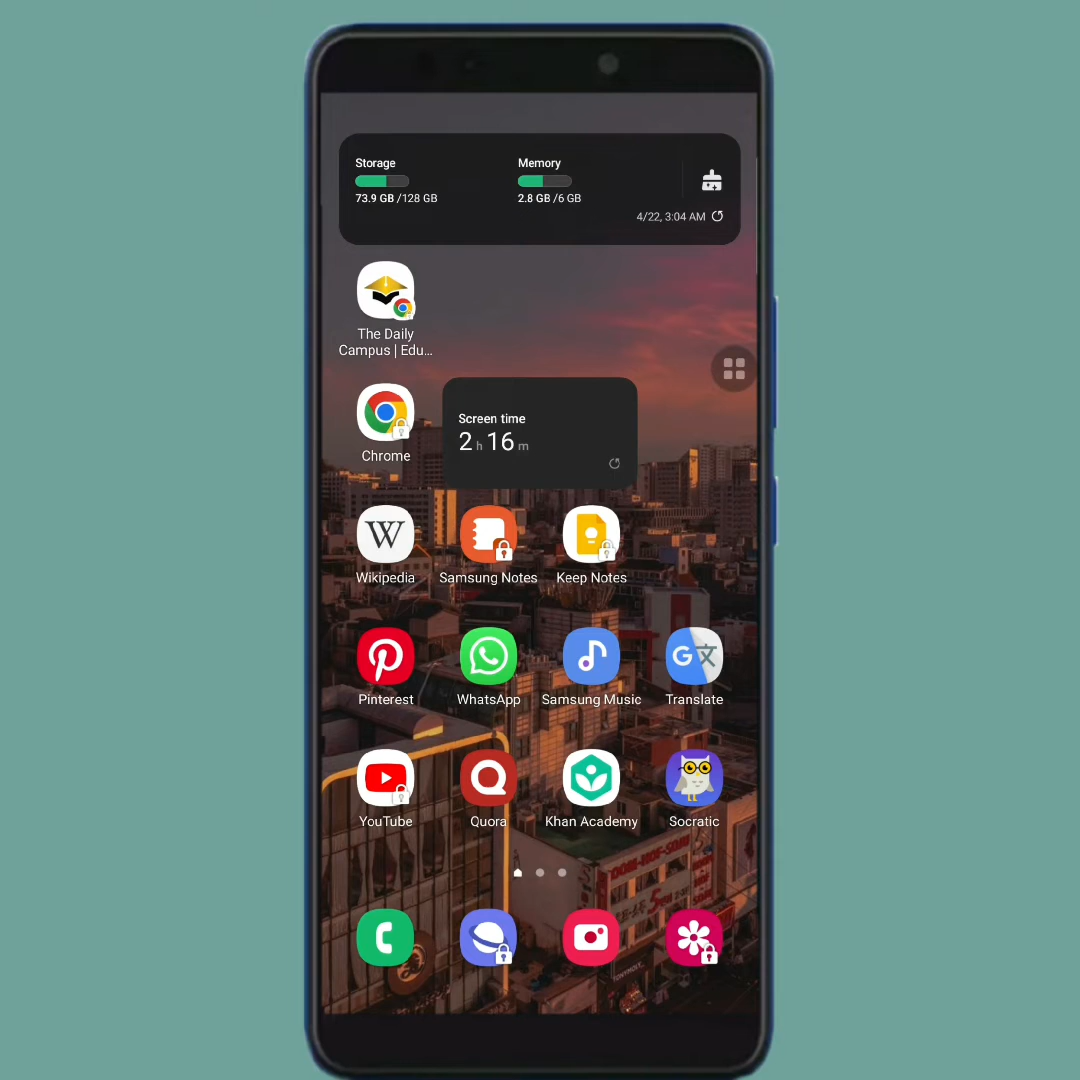 Storage
Memory
73.9 GB /128 GB
2.8 GB /6 GB
4/22, 3:04 AM
The Daily
Campus | Edu...
Chrome
Screen time
2 h 16 m
W
Wikipedia
Samsung Notes
Keep Notes
G 文
Pinterest
WhatsApp
Samsung Music
Translate
YouTube
Quora
Khan Academy
Socratic